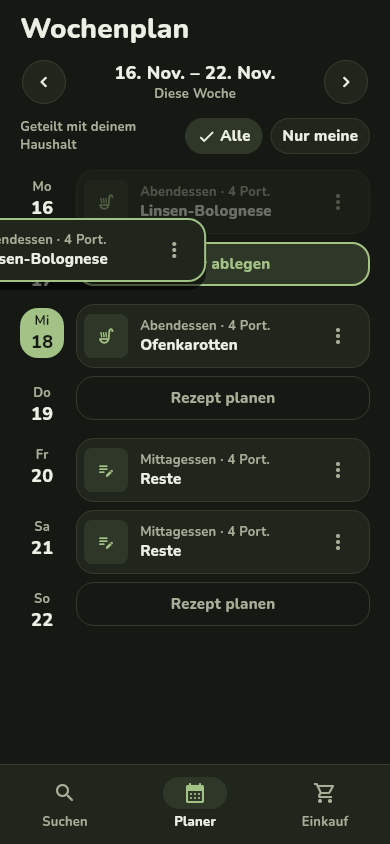 Wochenplan
16. Nov. – 22. Nov.
Diese Woche
Geteilt mit deinem
Haushalt
Alle
Nur meine
Mo
16
Abendessen · 4 Port.
Linsen-Bolognese
endessen · 4 Port.
sen-Bolognese
ablegen
17
Mi
18
Abendessen · 4 Port.
Ofenkarotten
Do
19
Rezept planen
Fr
20
Mittagessen · 4 Port.
Reste
Sa
21
Mittagessen · 4 Port.
Reste
So
22
Rezept planen
Suchen
Planer
Einkauf